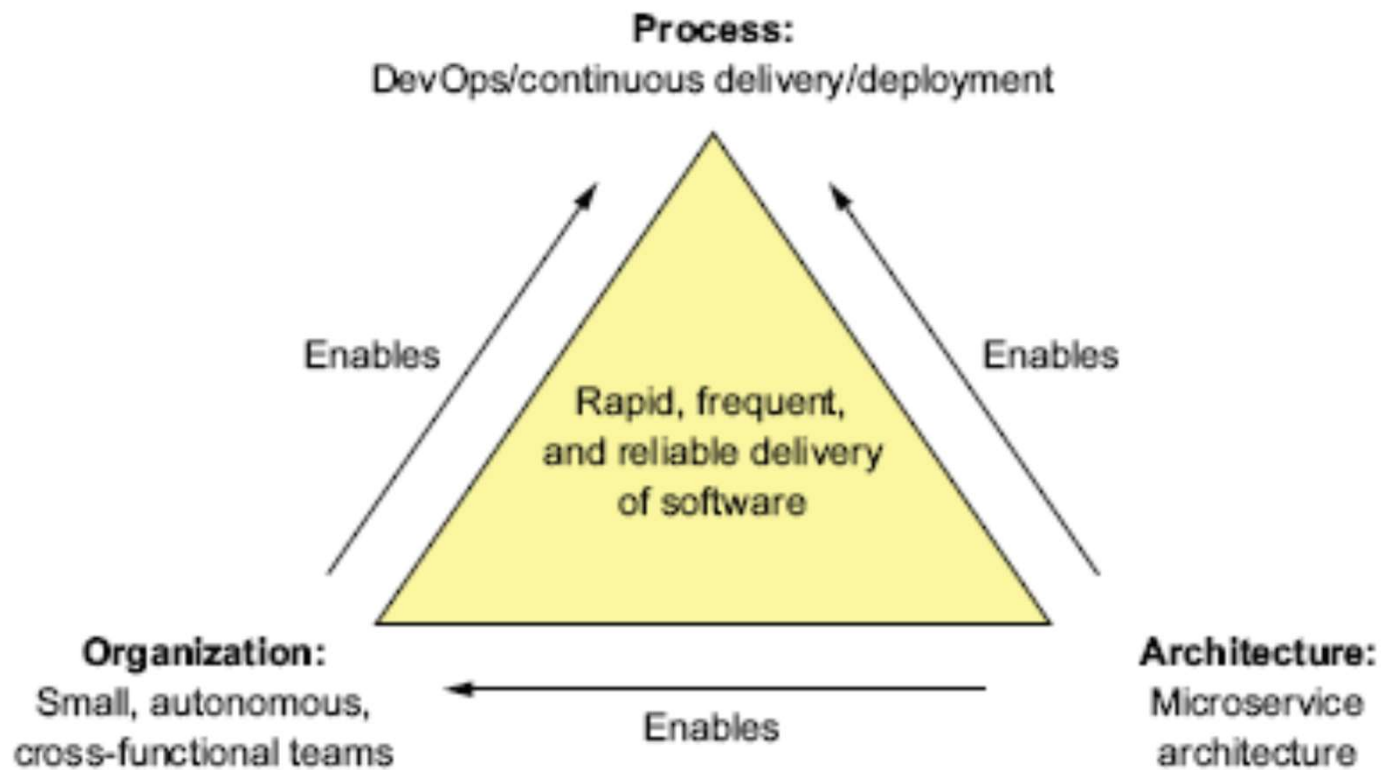 Process:
DevOps/continuous delivery/deployment
Enables
Enables
Rapid, frequent,
and reliable delivery
of software
Organization:
Small, autonomous,
cross-functional teams
Enables
Architecture:
Microservice
architecture